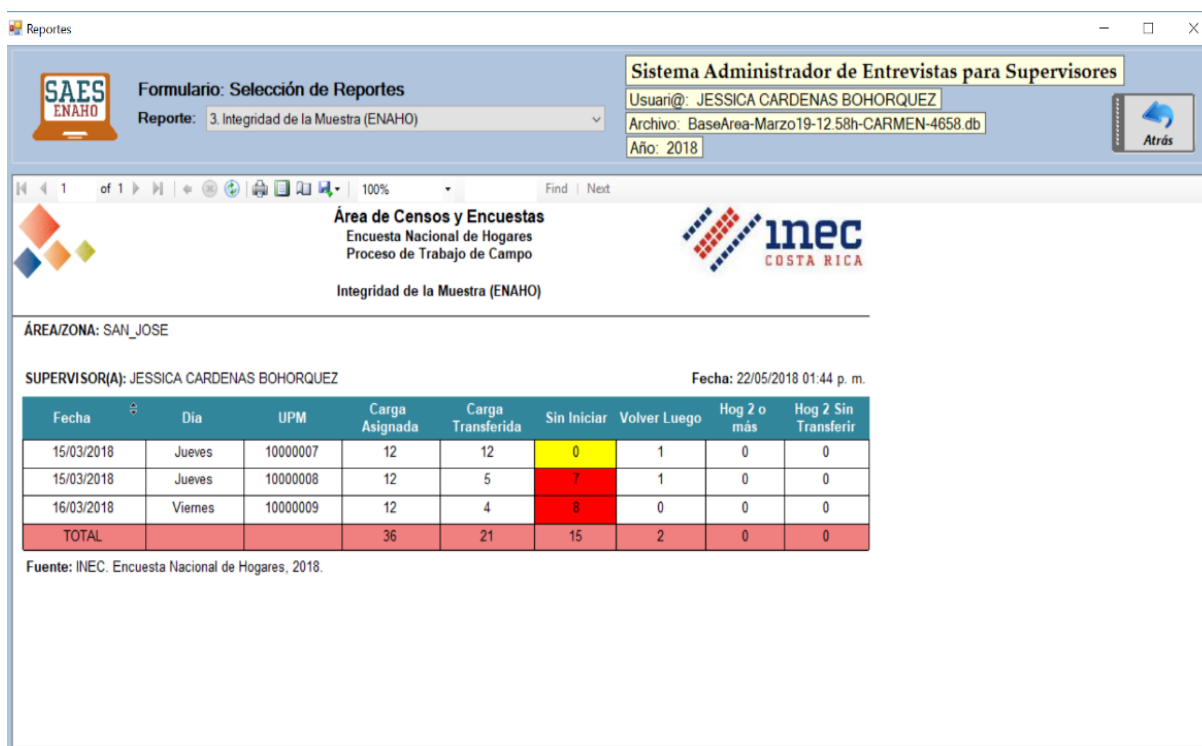 Reportes
SAES
ENAHO
Formulario: Selección de Reportes
Reporte: 3. Integridad de la Muestra (ENAHO)
Sistema Administrador de Entrevistas para Supervisores
Usuari@: JESSICA CARDENAS BOHORQUEZ
Archivo: BaseArea-Marzo19-12.58h-CARMEN-4658.db
Año: 2018
Atrás
1 of 1 100% Find | Next
Área de Censos y Encuestas
Encuesta Nacional de Hogares
Proceso de Trabajo de Campo
Integridad de la Muestra (ENAHO)
inec
COSTA RICA
ÁREA/ZONA: SAN_JOSE
SUPERVISOR(A): JESSICA CARDENAS BOHORQUEZ Fecha: 22/05/2018 01:44 p. m.
Fecha Día UPM Carga Asignada Carga Transferida Sin Iniciar Volver Luego Hog 2 o más Hog 2 Sin Transferir
15/03/2018 Jueves 10000007 12 12 0 1 0 0
15/03/2018 Jueves 10000008 12 5 7 1 0 0
16/03/2018 Viernes 10000009 12 4 8 0 0 0
TOTAL 36 21 15 2 0 0
Fuente: INEC. Encuesta Nacional de Hogares, 2018.